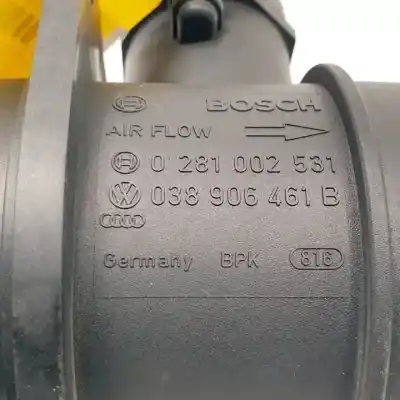 BOSCH
AIR FLOW
0 281 002 531
038 906 461 B
Germany BPK 816